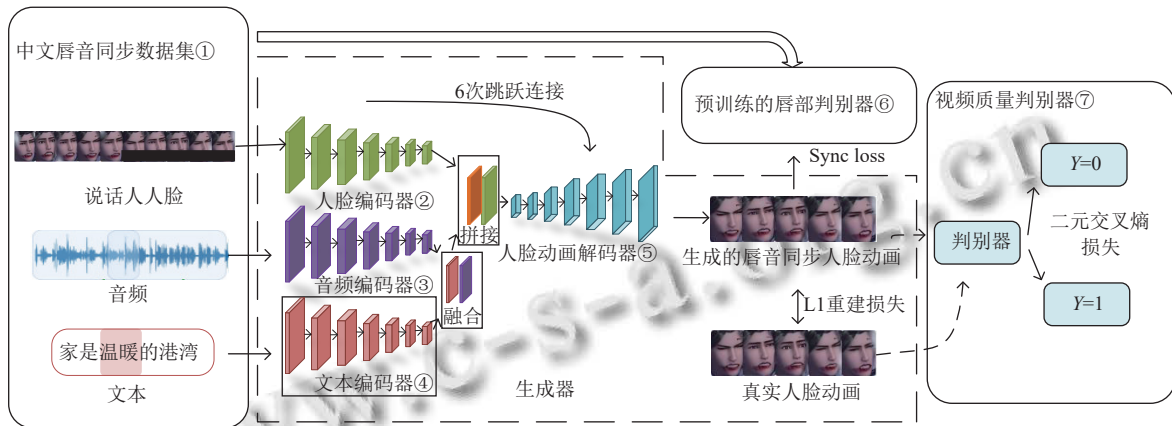 中文唇音同步数据集①
说话人人脸
音频
家是温暖的港湾
文本
6次跳跃连接
人脸编码器②
音频编码器③
文本编码器④
拼接
融合
人脸动画解码器⑤
生成器
预训练的唇部判别器⑥
Sync loss
生成的唇音同步人脸动画
L1重建损失
真实人脸动画
视频质量判别器⑦
判别器
Y=0
二元交叉熵
损失
Y=1
www.c-s-a.org.cn